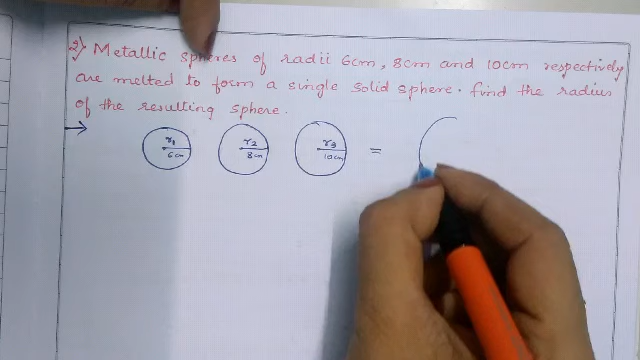 2) Metallic spheres of radii 6cm, 8cm and 10cm respectively
are melted to form a single solid sphere. find the radius
of the resulting sphere.
→ r1 r2 r3 =
6cm 8cm 10cm